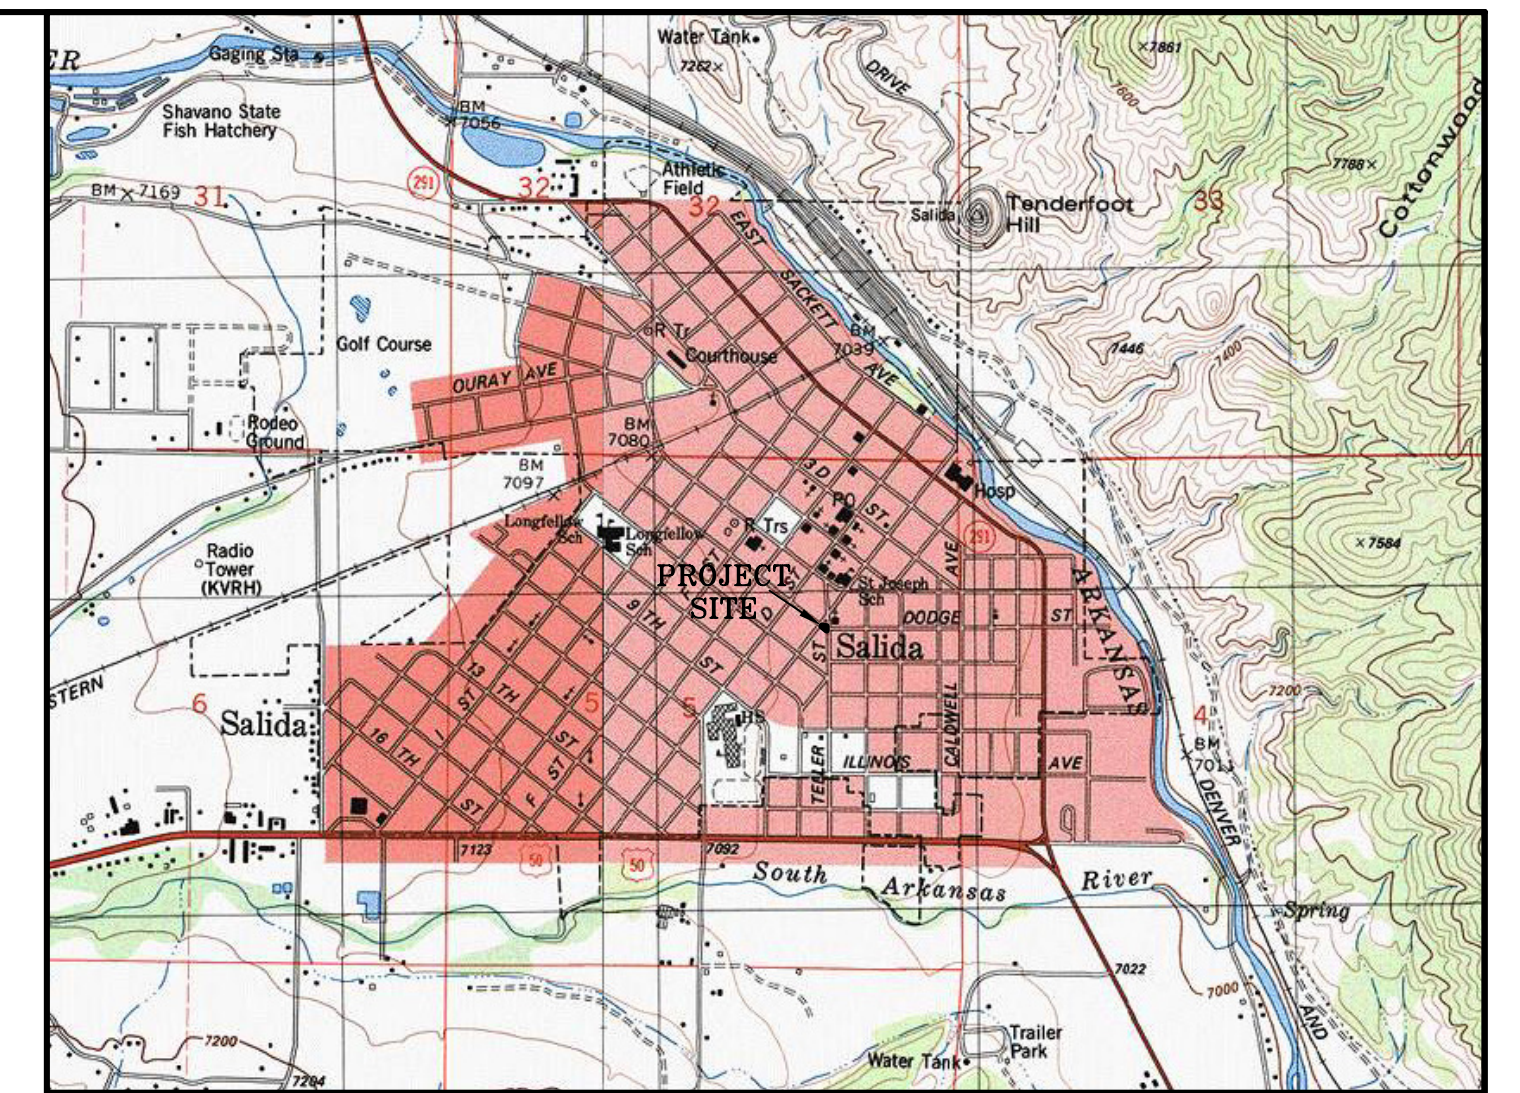 ER
Gaging Sta
Shavano State
Fish Hatchery
BM
7056
Water Tank
7262×
DRIVE
×7861
7600
7788×
Cottonwood
BM × 7169
31
291
32
Athletic
Field
32
Salida
Tenderfoot
Hill
33
EAST
SACKETT
AVE
BM
7039
R Tr
Courthouse
Golf Course
OURAY AVE
7446
7400
Rodeo
Ground
BM
7080
BM
7097
3 D
ST
PO
R Trs
Hosp
291
Longfellow
Sch
Longfellow
Sch
Radio
Tower
(KVRH)
×7584
PROJECT
SITE
ST
D
St Joseph
Sch
AVE
DODGE
ST
ARKANSAS
9 TH
ST
ST
Salida
13
TH
ST
I
STERN
6
5
5
4
7200
Salida
16
TH
ST
F
ST
ST
HS
TELLER
ILLINOIS
CALDWELL
AVE
BM
7011
DENVER
7123
50
50
7092
South
Arkansas
River
Spring
7022
7000
AND
7200
7204
Water Tank
Trailer
Park